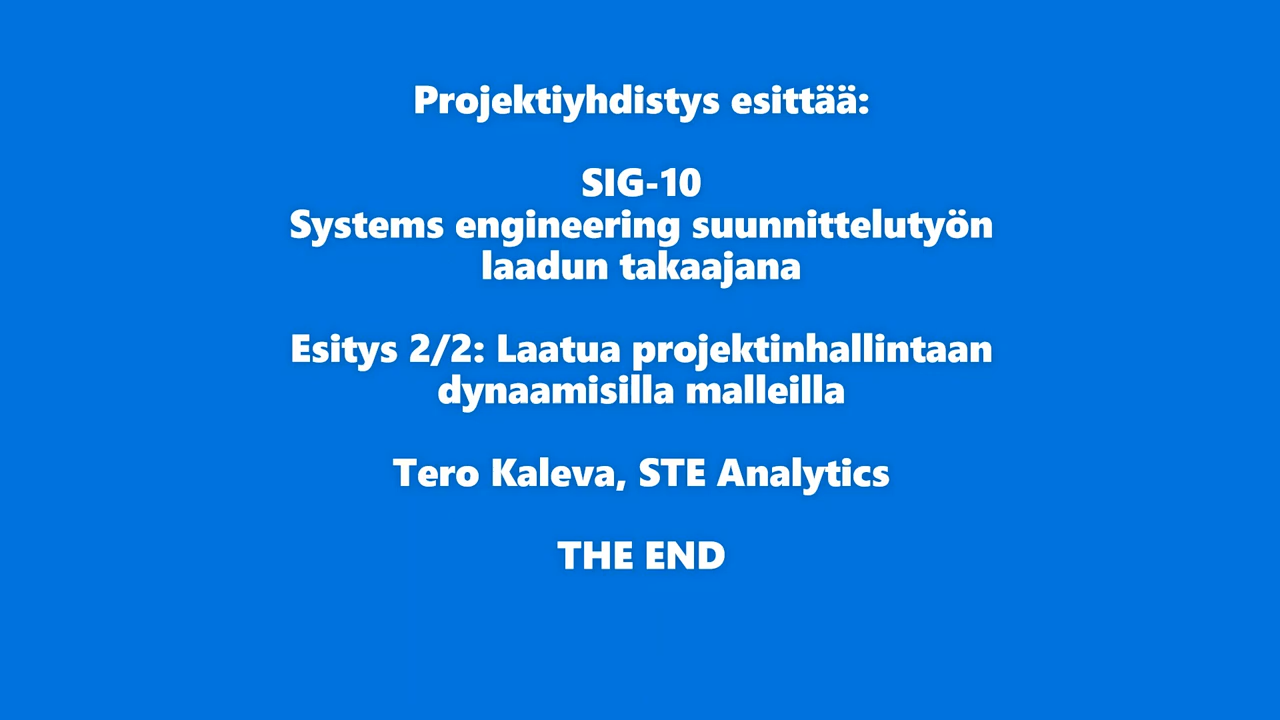 Projektiyhdistys esittää:
SIG-10
Systems engineering suunnittelutyön
laadun takaajana
Esitys 2/2: Laatua projektinhallintaan
dynaamisilla malleilla
Tero Kaleva, STE Analytics
THE END